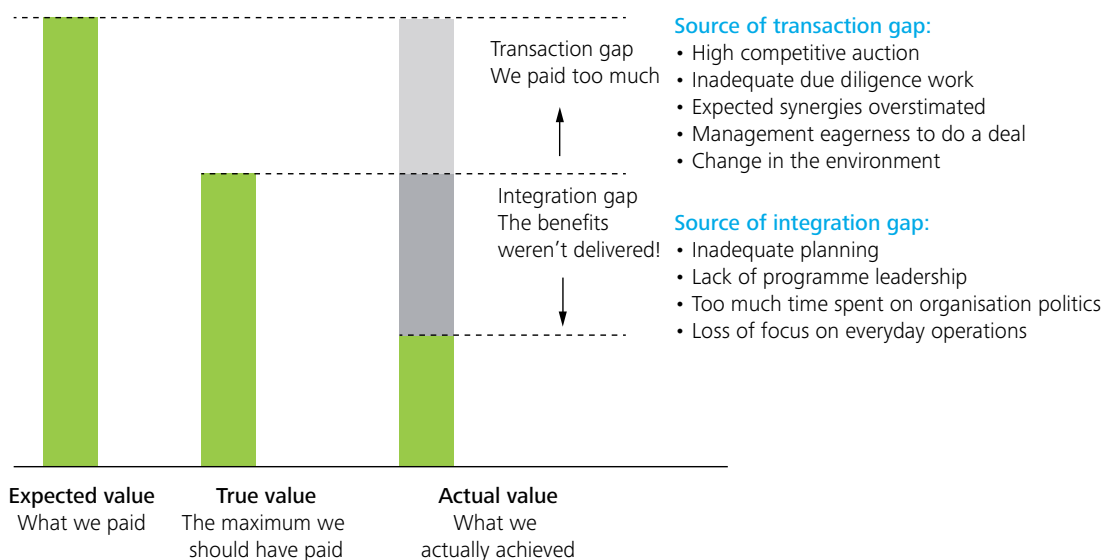 Transaction gap
We paid too much
Source of transaction gap:
• High competitive auction
• Inadequate due diligence work
• Expected synergies overstimated
• Management eagerness to do a deal
• Change in the environment
Integration gap
The benefits
weren't delivered!
Source of integration gap:
• Inadequate planning
• Lack of programme leadership
• Too much time spent on organisation politics
• Loss of focus on everyday operations
Expected value
What we paid
True value
The maximum we
should have paid
Actual value
What we
actually achieved